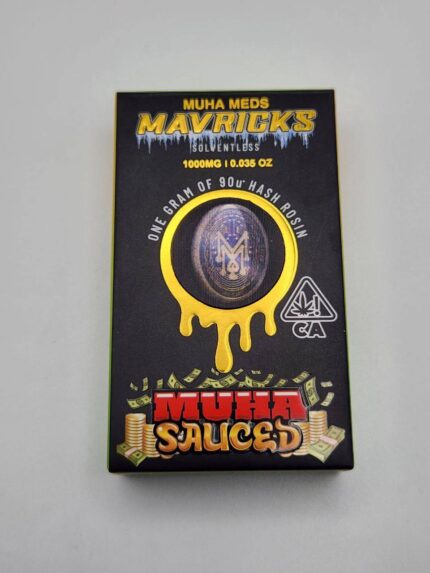 MUHA MEDS
MAVRICKS
SOLVENTLESS
1000MG | 0.035 OZ
ONE GRAM OF 90u HASH ROSIN
M
!
CA
MUHA
SAUCED